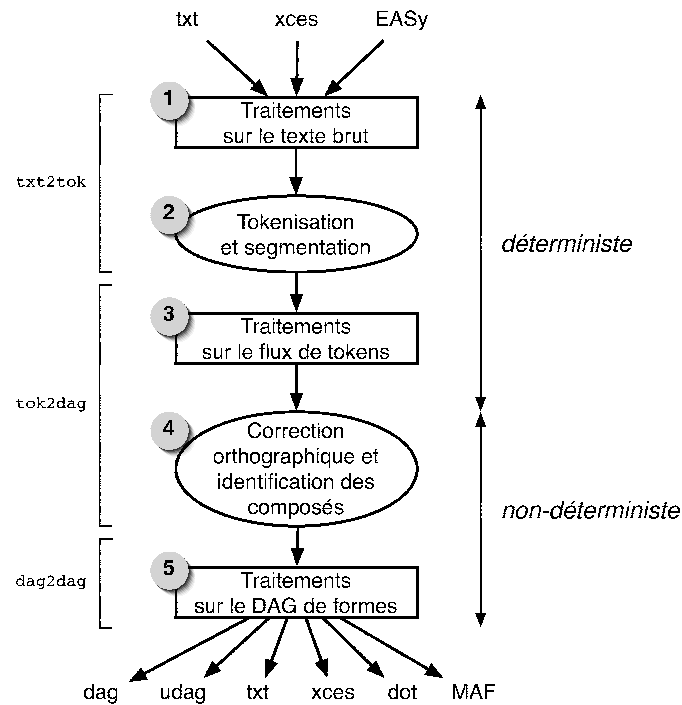 txt
xces
EASy
1
Traitements
sur le texte brut
txt2tok
2
Tokenisation
et segmentation
déterministe
3
Traitements
sur le flux de tokens
tok2dag
4
Correction
orthographique et
identification des
composés
non-déterministe
dag2dag
5
Traitements
sur le DAG de formes
dag
udag
txt
xces
dot
MAF